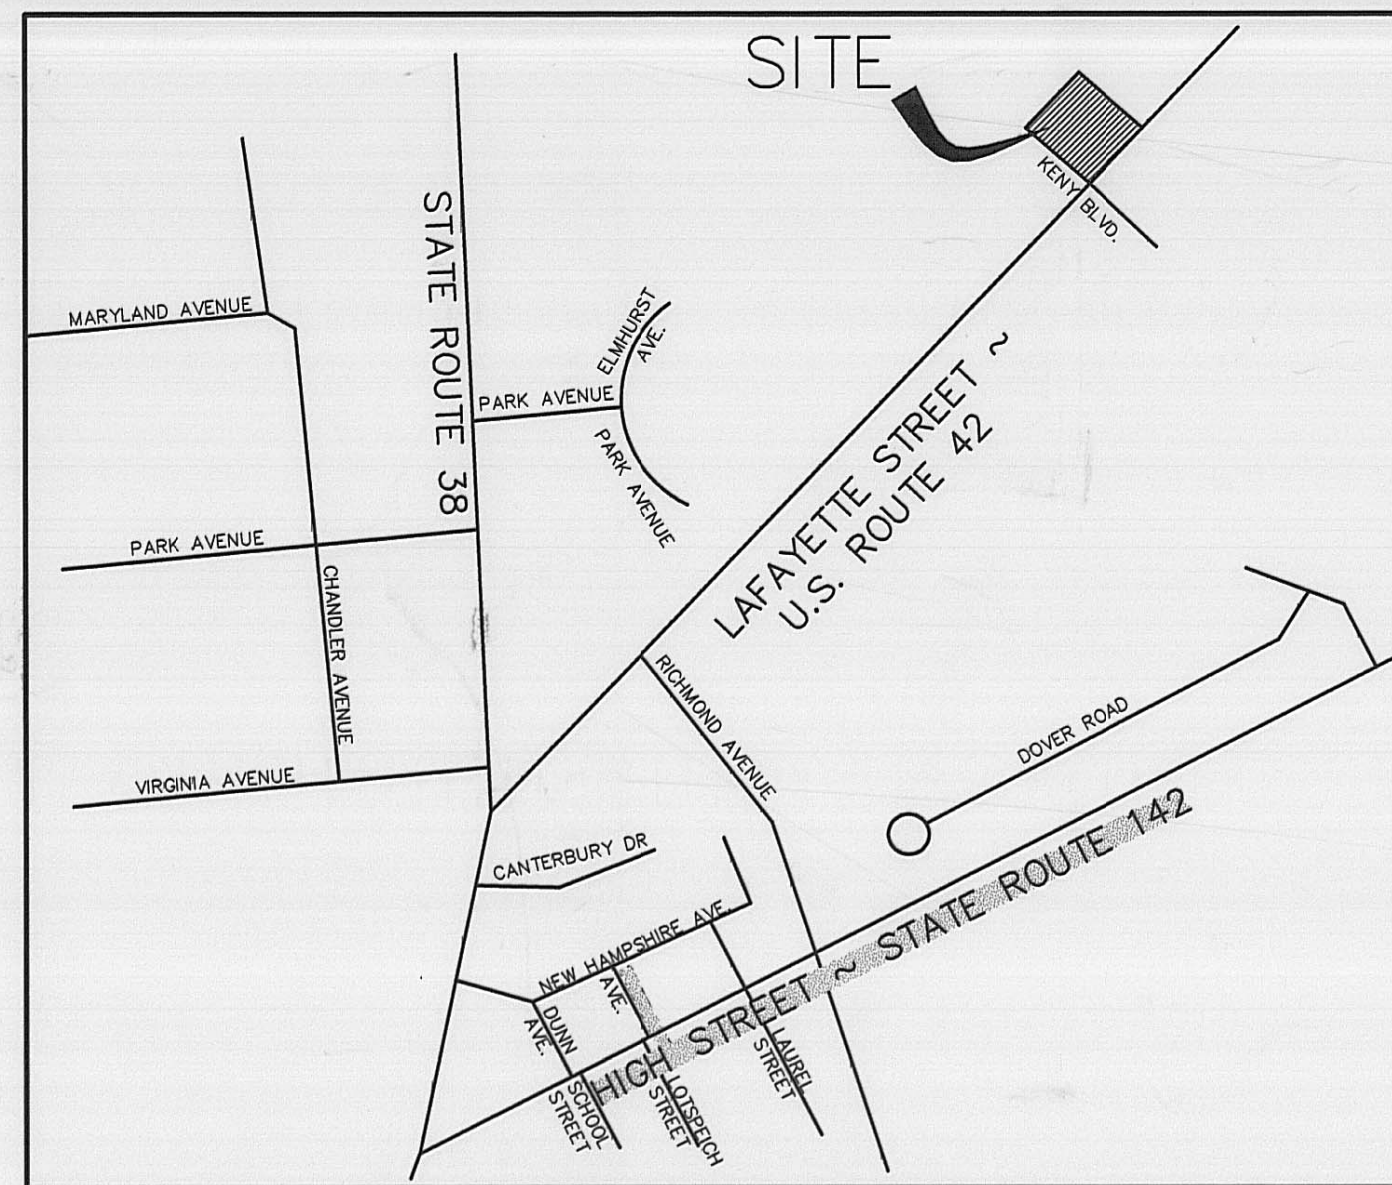 SITE
KENY BLVD.
STATE ROUTE 38
MARYLAND AVENUE
ELMHURST
AVE.
PARK AVENUE
PARK AVENUE
LAFAYETTE STREET ~
U.S. ROUTE 42
PARK AVENUE
CHANDLER AVENUE
RICHMOND AVENUE
DOVER ROAD
VIRGINIA AVENUE
CANTERBURY DR
HIGH STREET ~ STATE ROUTE 142
NEW HAMPSHIRE AVE.
AVE.
DUNN
AVE.
SCHOOL
STREET
LOTSPEICH
STREET
LAUREL
STREET